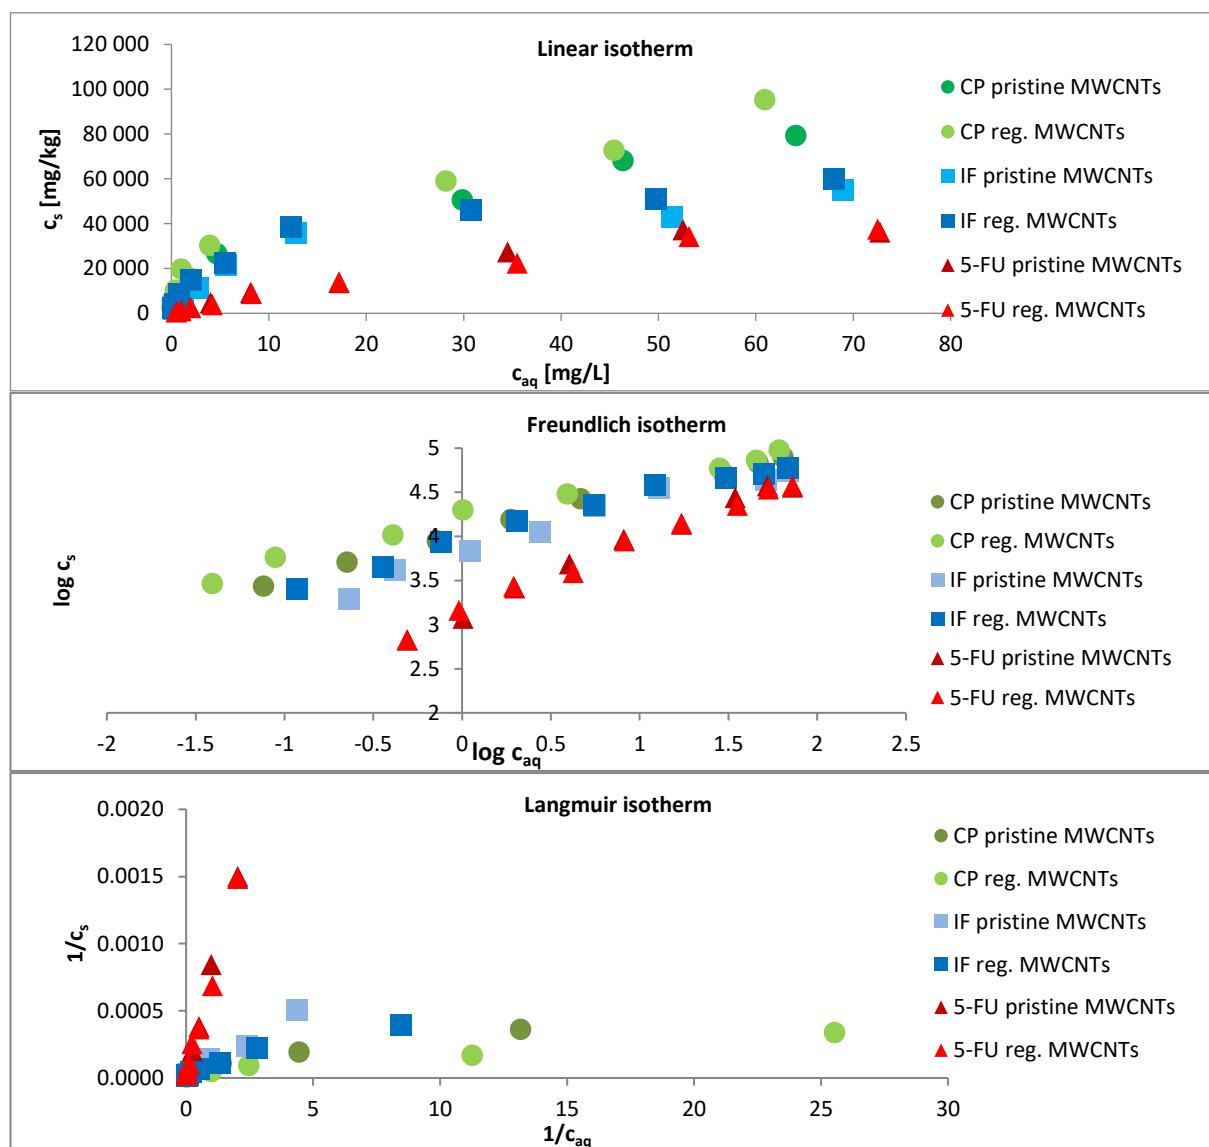 Linear isotherm
120 000
100 000
80 000
60 000
40 000
20 000
0
c_s [mg/kg]
0 10 20 30 40 50 60 70 80
c_aq [mg/L]
CP pristine MWCNTs
CP reg. MWCNTs
IF pristine MWCNTs
IF reg. MWCNTs
5-FU pristine MWCNTs
5-FU reg. MWCNTs
Freundlich isotherm
5
4.5
4
3.5
3
2.5
2
log c_s
-2 -1.5 -1 -0.5 0 0.5 1 1.5 2 2.5
log c_aq
CP pristine MWCNTs
CP reg. MWCNTs
IF pristine MWCNTs
IF reg. MWCNTs
5-FU pristine MWCNTs
5-FU reg. MWCNTs
Langmuir isotherm
0.0020
0.0015
0.0010
0.0005
0.0000
1/c_s
0 5 10 15 20 25 30
1/c_aq
CP pristine MWCNTs
CP reg. MWCNTs
IF pristine MWCNTs
IF reg. MWCNTs
5-FU pristine MWCNTs
5-FU reg. MWCNTs